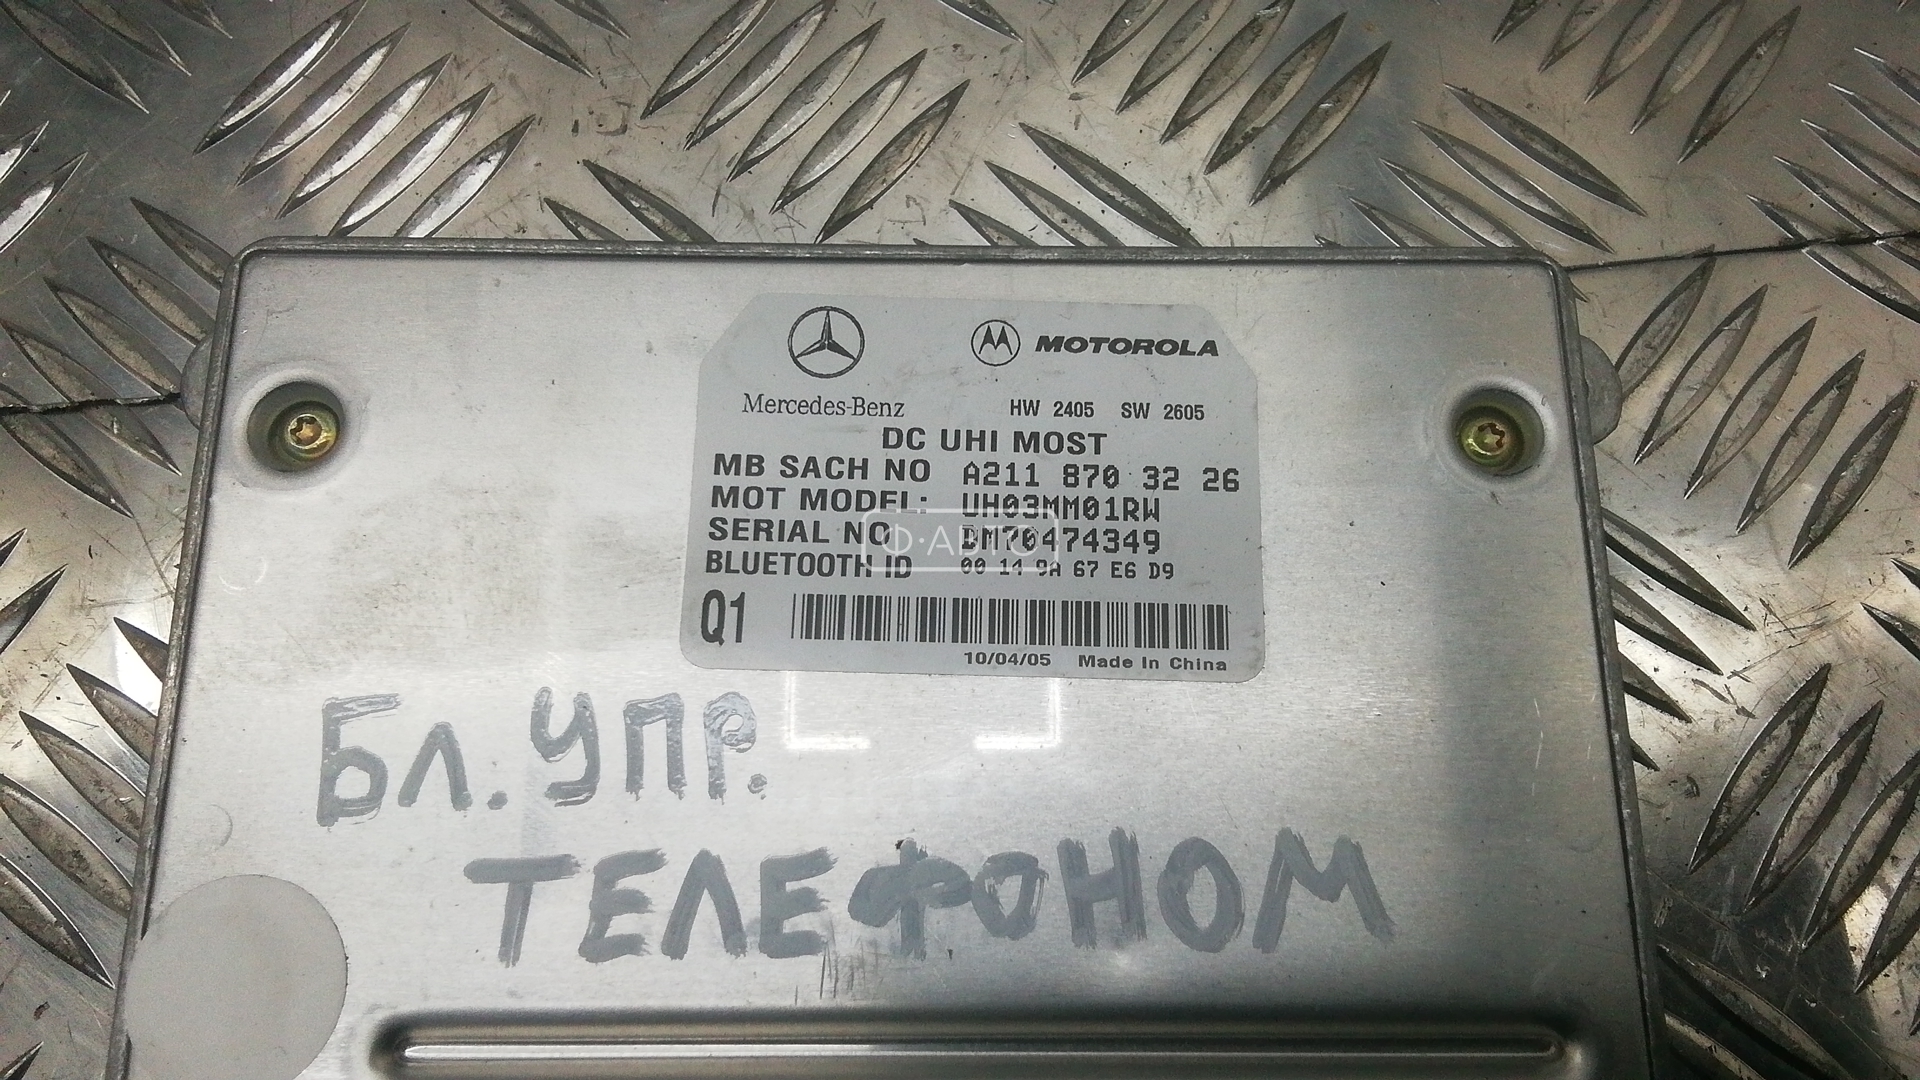 MOTOROLA
Mercedes-Benz
HW 2405 SW 2605
DC UHI MOST
MB SACH NO A211 870 32 26
MOT MODEL: UH03MM01RW
SERIAL NO DM70474349
Ф·АВТО
BLUETOOTH ID 00 14 9A 67 E6 D9
Q1
10/04/05 Made In China
Бл. УПР.
ТЕЛЕФОНОМ